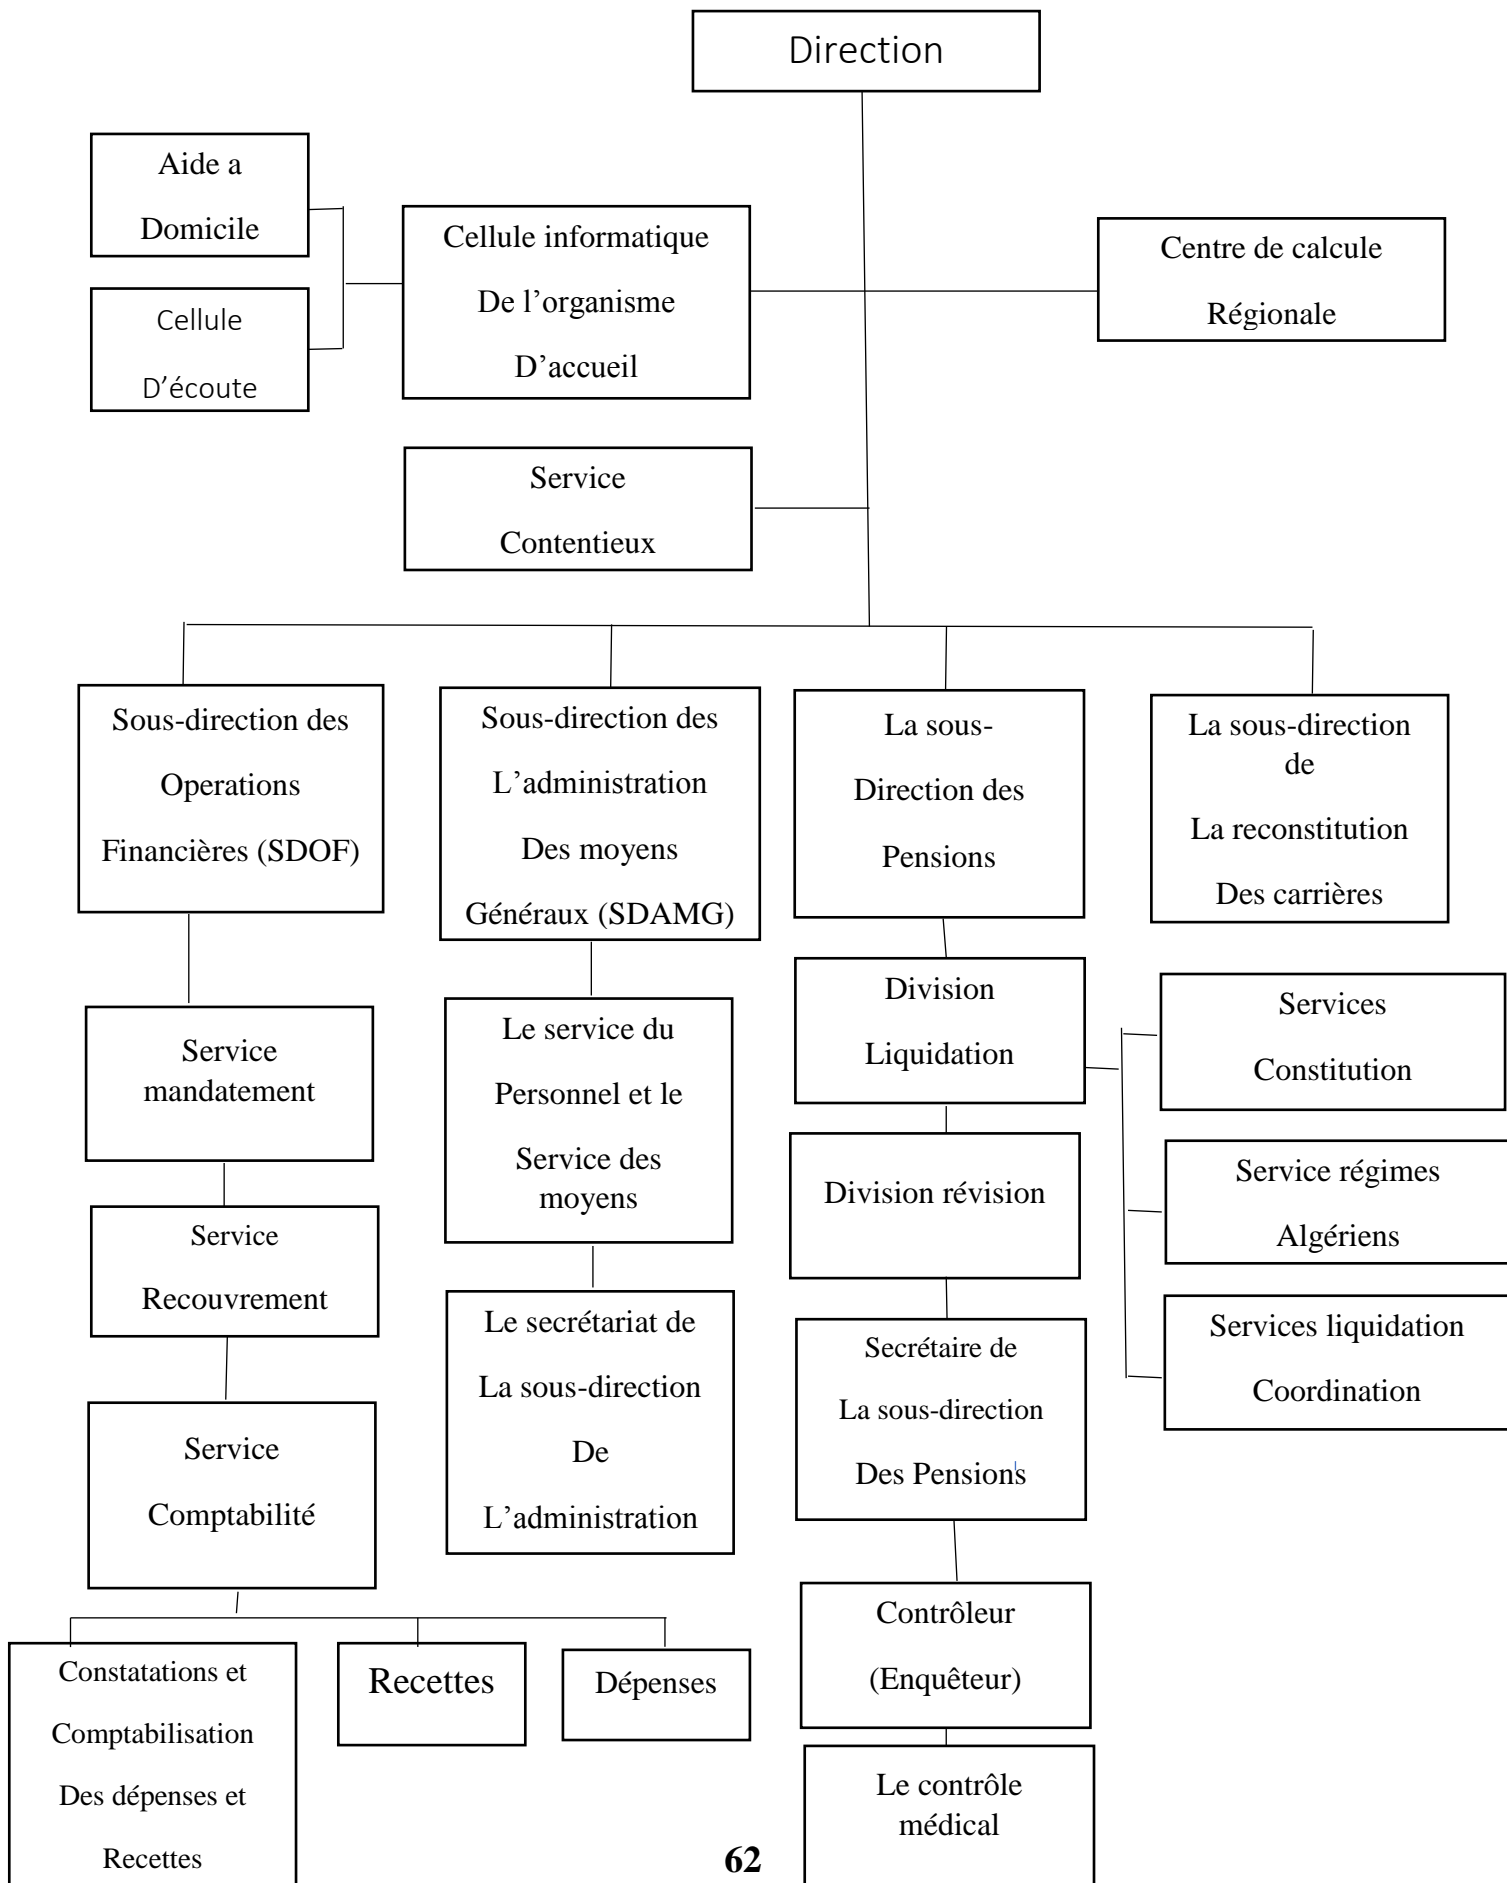 Direction
Aide a
Domicile
Cellule
D’écoute
Cellule informatique
De l’organisme
D’accueil
Centre de calcule
Régionale
Service
Contentieux
Sous-direction des
Operations
Financières (SDOF)
Sous-direction des
L’administration
Des moyens
Généraux (SDAMG)
La sous-
Direction des
Pensions
La sous-direction
de
La reconstitution
Des carrières
Service
mandatement
Service
Recouvrement
Service
Comptabilité
Constatations et
Comptabilisation
Des dépenses et
Recettes
Recettes
Dépenses
Le service du
Personnel et le
Service des
moyens
Le secrétariat de
La sous-direction
De
L’administration
Division
Liquidation
Services
Constitution
Service régimes
Algériens
Services liquidation
Coordination
Division révision
Secrétaire de
La sous-direction
Des Pensions
Contrôleur
(Enquêteur)
Le contrôle
médical
62